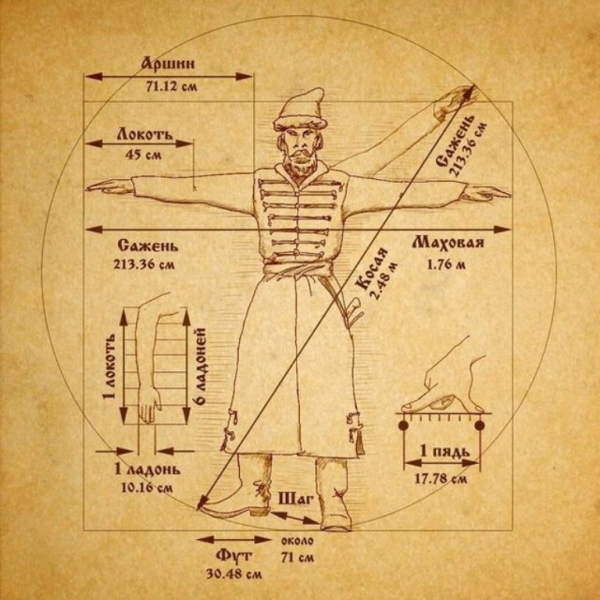 Аршин
71.12 см
Локоть
45 см
Сажень
213.36 см
Сажень
213.36 см
Маховая
1.76 м
Косая
2.48 м
1 локоть
6 ладоней
1 ладонь
10.16 см
1 пядь
17.78 см
Шаг
около
71 см
Фут
30.48 см